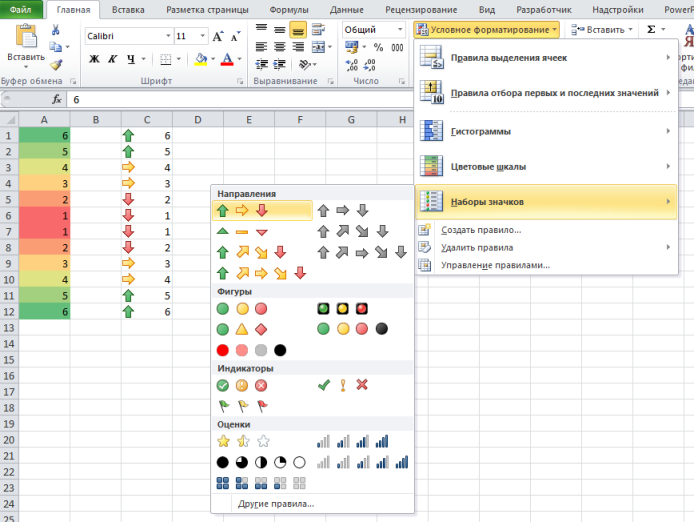 Файл Главная Вставка Разметка страницы Формулы Данные Рецензирование Вид Разработчик Надстройки PowerP
Вставить
Calibri 11
Ж К Ч
Общий
% 000
Условное форматирование
Вставить Σ
Буфер обмена Шрифт Выравнивание Число
fx 6
A B C D E F G H
1 6 6
2 5 5
3 4 4
4 3 3
5 2 2
6 1 1
7 1 1
8 2 2
9 3 3
10 4 4
11 5 5
12 6 6
13
14
15
16
17
18
19
20
21
22
23
24
25
Правила выделения ячеек
Правила отбора первых и последних значений
Гистограммы
Цветовые шкалы
Наборы значков
Создать правило...
Удалить правила
Управление правилами...
Направления
Фигуры
Индикаторы
Оценки
Другие правила...